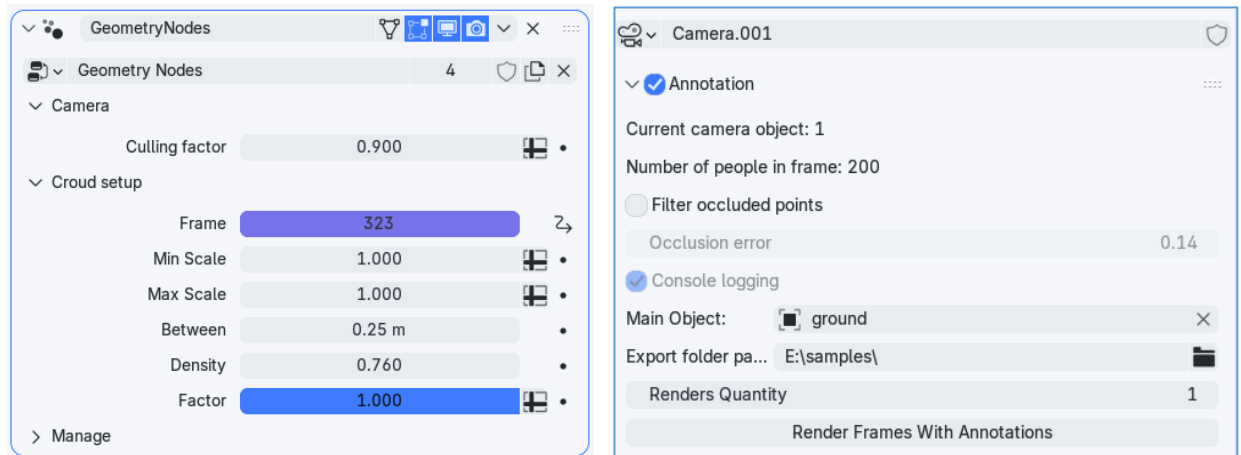 GeometryNodes
Geometry Nodes 4
Camera
Culling factor 0.900
Croud setup
Frame 323
Min Scale 1.000
Max Scale 1.000
Between 0.25 m
Density 0.760
Factor 1.000
Manage
Camera.001
Annotation
Current camera object: 1
Number of people in frame: 200
Filter occluded points
Occlusion error 0.14
Console logging
Main Object: ground
Export folder pa... E:\samples\
Renders Quantity 1
Render Frames With Annotations